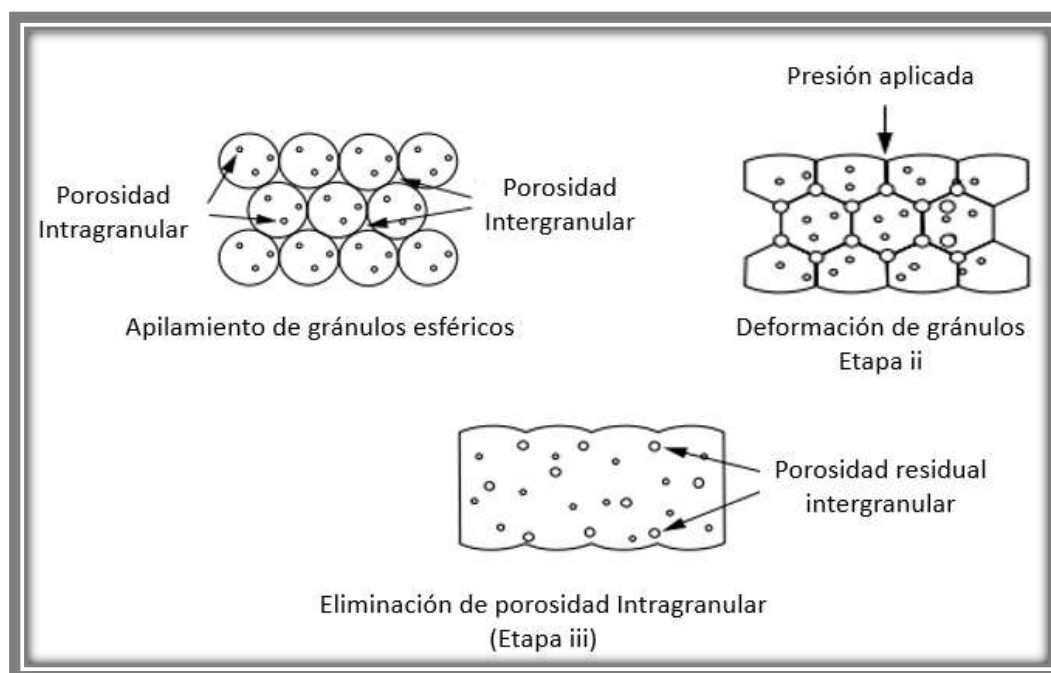 Presión aplicada
Porosidad
Intragranular
Porosidad
Intergranular
Apilamiento de gránulos esféricos
Deformación de gránulos
Etapa ii
Porosidad residual
intergranular
Eliminación de porosidad Intragranular
(Etapa iii)